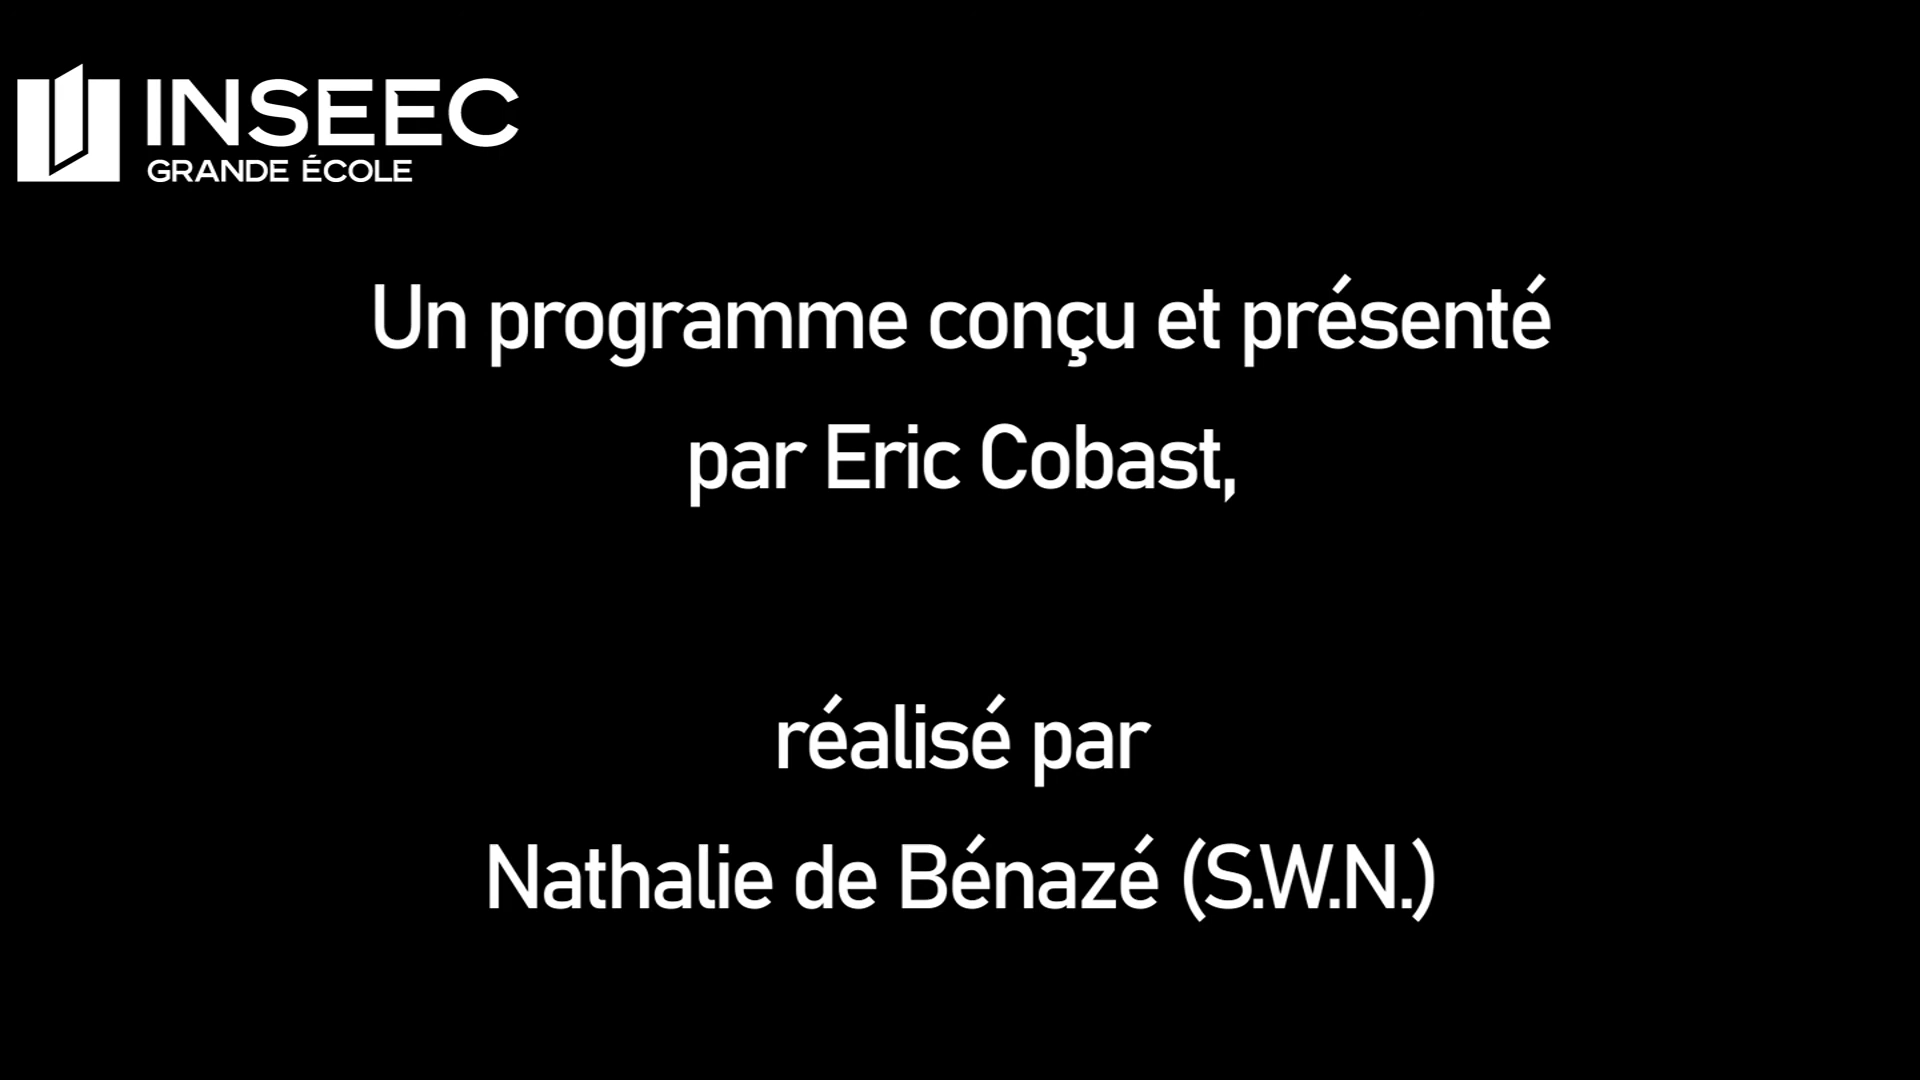 INSEEC
GRANDE ÉCOLE
Un programme conçu et présenté
par Eric Cobast,
réalisé par
Nathalie de Bénazé (S.W.N.)